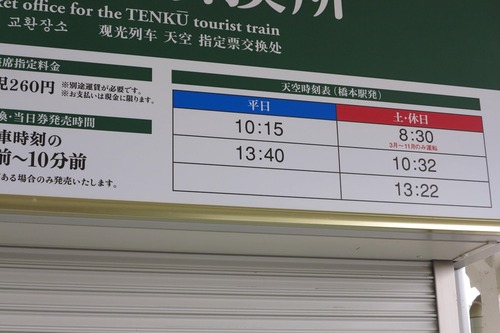 ket office for the TENKŪ tourist train
교환장소 观光列车 天空 指定票交换处
席指定料金
児260円 ※別途運賃が必要です。
※お支払いは現金に限ります。
換・当日券発売時間
車時刻の
前〜10分前
ある場合のみ発売いたします。
天空時刻表(橋本駅発)
平日 土・休日
10:15 8:30
3月〜11月のみ運転
13:40 10:32
13:22